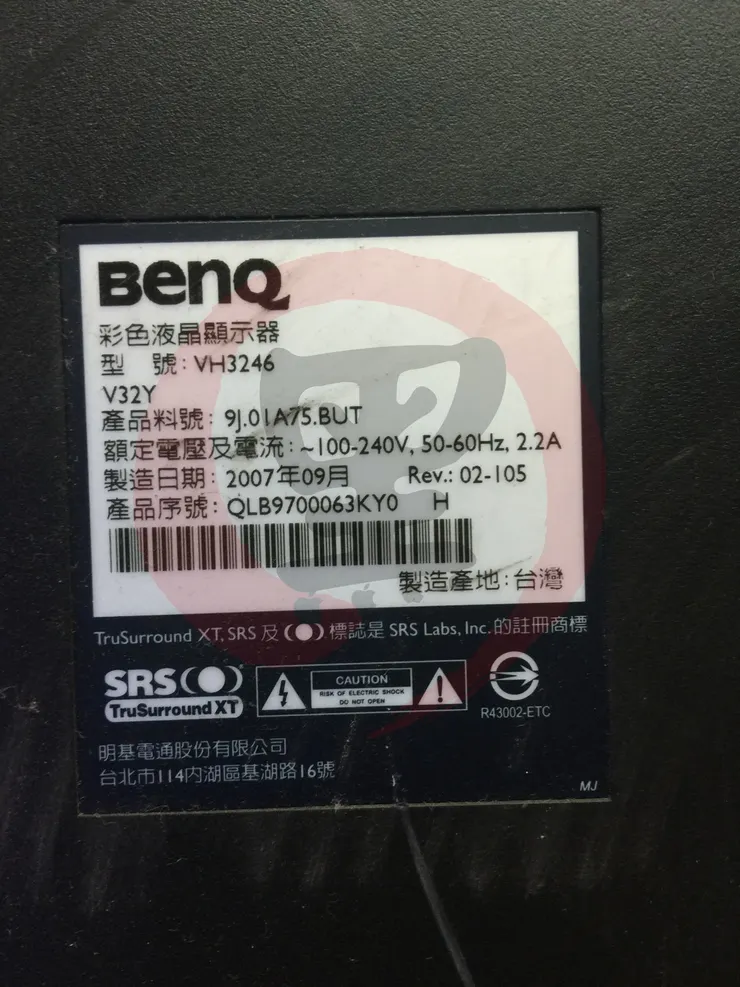 BenQ
彩色液晶顯示器
型 號: VH3246
V32Y
產品料號: 9J.01A75.BUT
額定電壓及電流: ~100-240V, 50-60Hz, 2.2A
製造日期: 2007年09月 Rev.: 02-105
產品序號: QLB9700063KY0 H
製造產地: 台灣
TruSurround XT, SRS 及 (●) 標誌是 SRS Labs, Inc. 的註冊商標
SRS(●)®
TruSurround XT
CAUTION
RISK OF ELECTRIC SHOCK
DO NOT OPEN
R43002-ETC
明基電通股份有限公司
台北市114內湖區基湖路16號
MJ